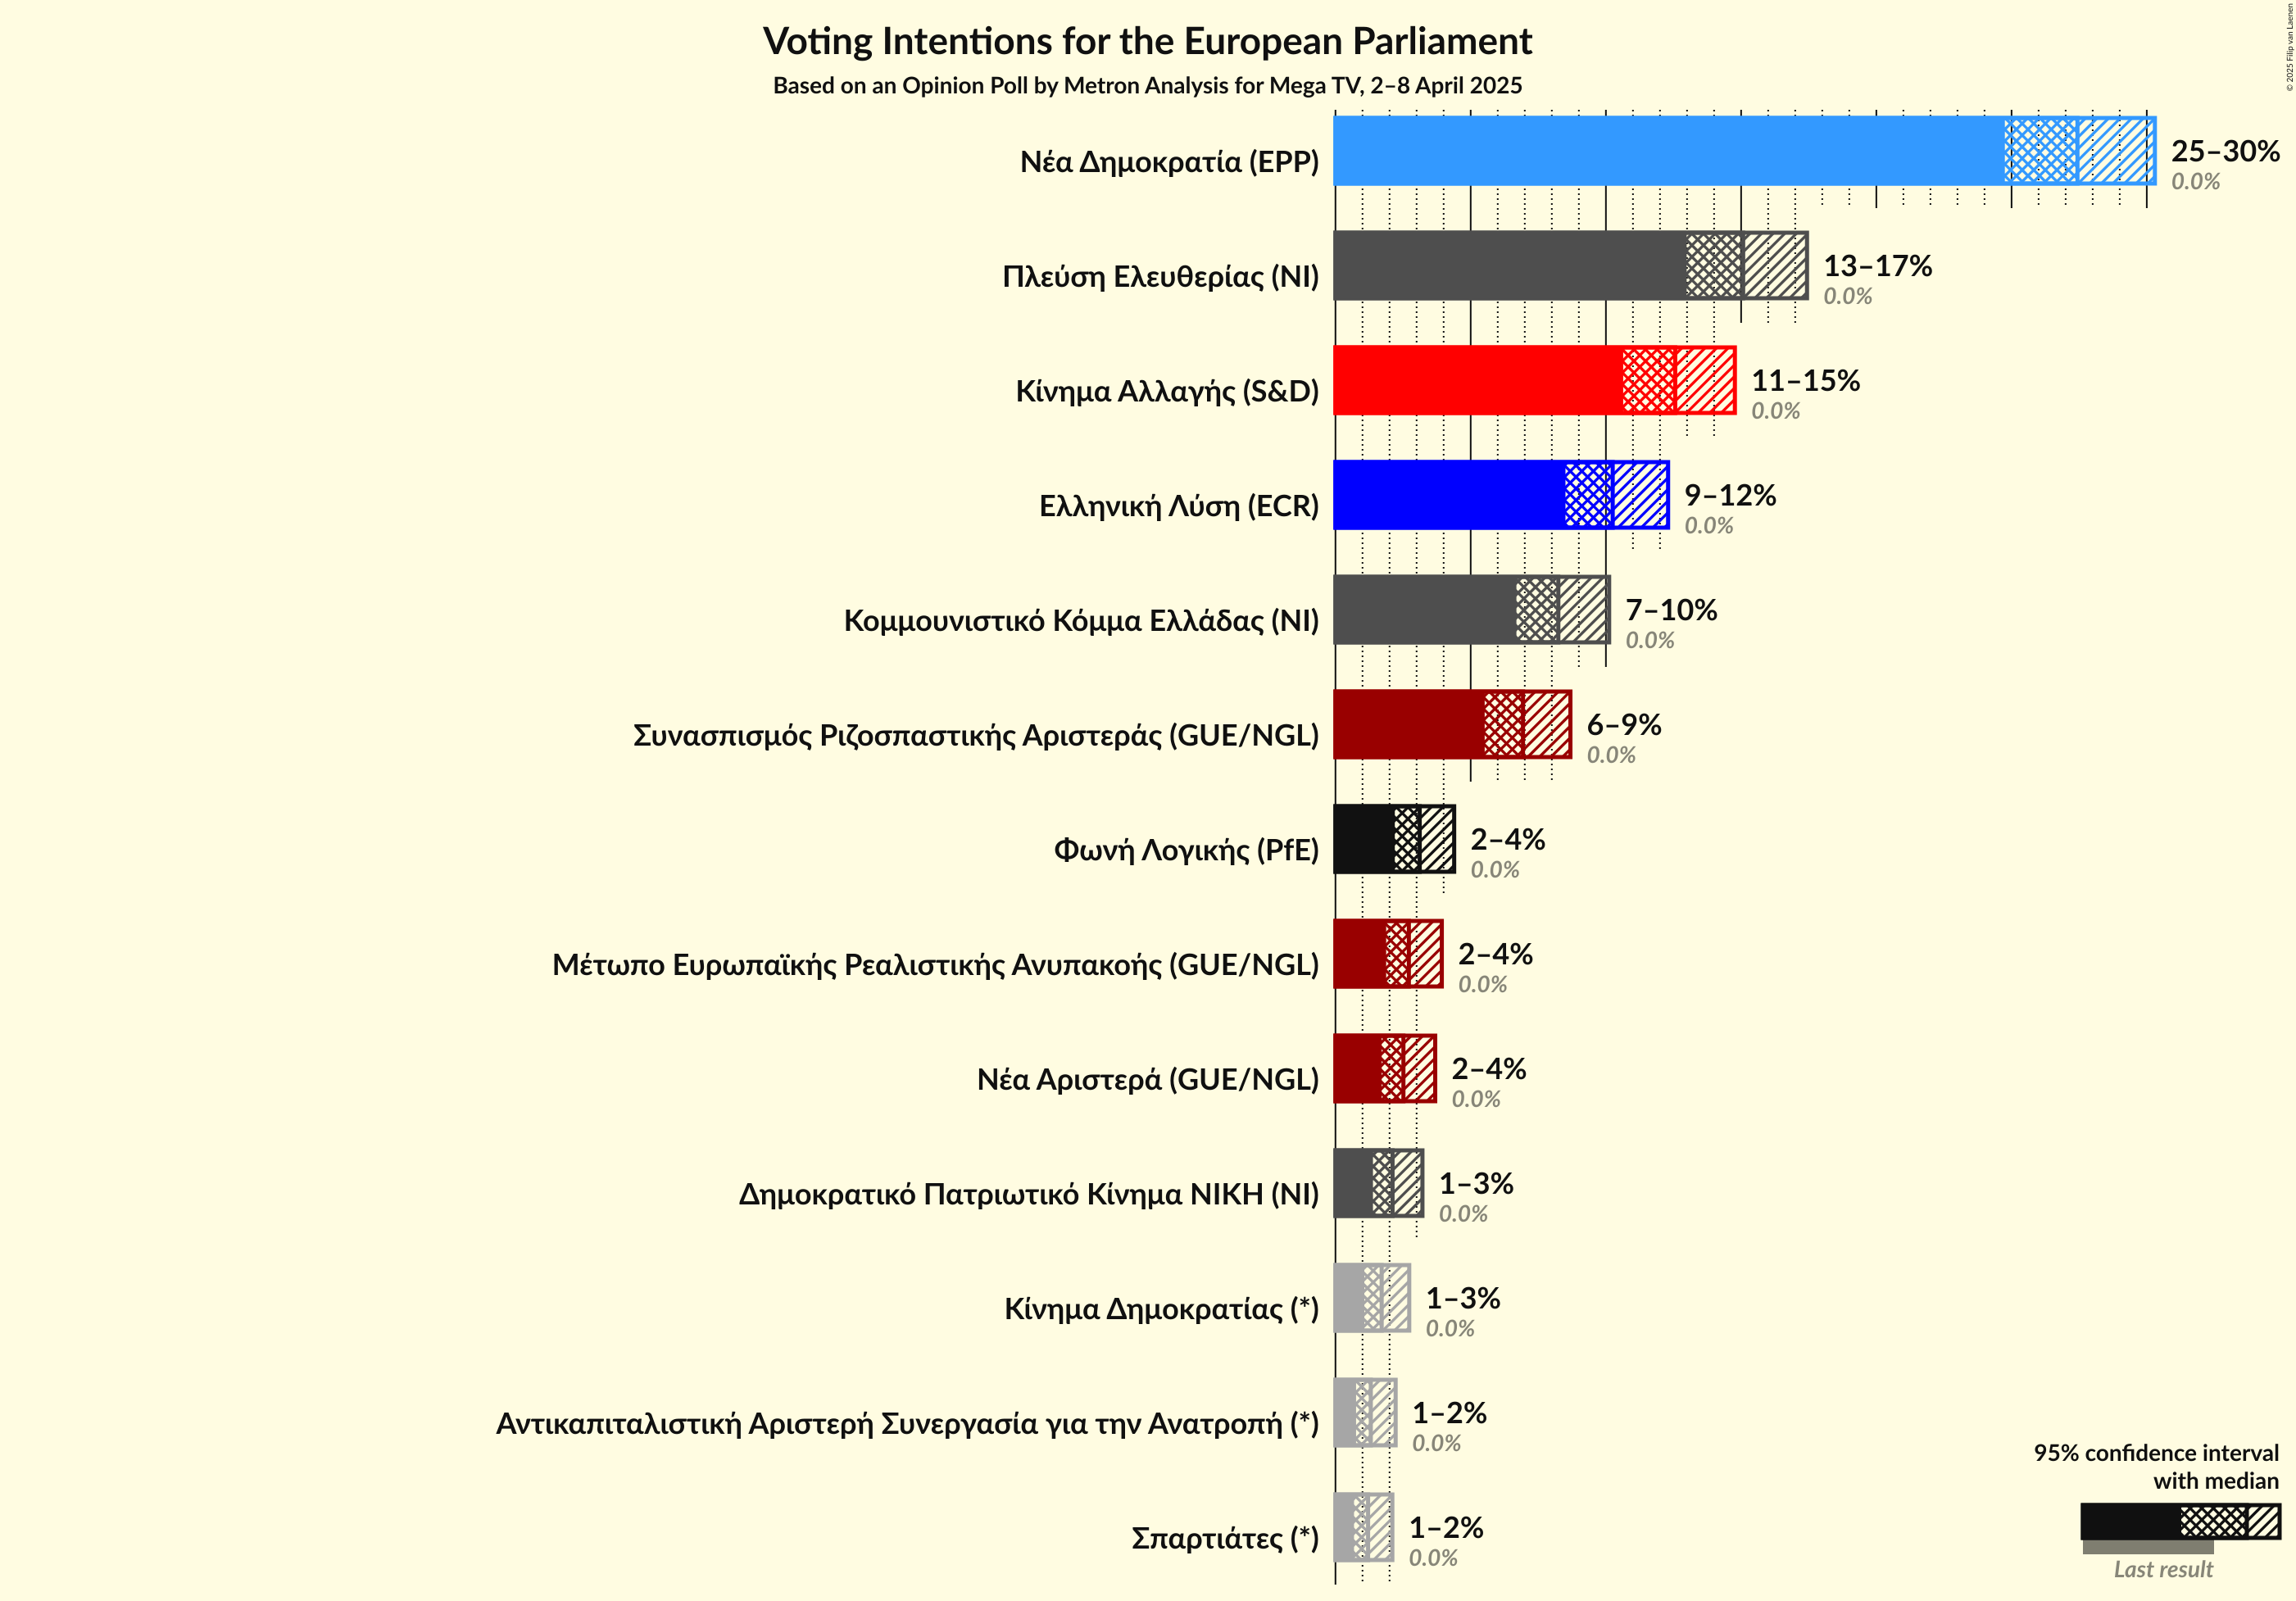 © 2025 Filip van Laenen
Voting Intentions for the European Parliament
Based on an Opinion Poll by Metron Analysis for Mega TV, 2–8 April 2025
Νέα Δημοκρατία (EPP)
25–30%
0.0%
Πλεύση Ελευθερίας (NI)
13–17%
0.0%
Κίνημα Αλλαγής (S&D)
11–15%
0.0%
Ελληνική Λύση (ECR)
9–12%
0.0%
Κομμουνιστικό Κόμμα Ελλάδας (NI)
7–10%
0.0%
Συνασπισμός Ριζοσπαστικής Αριστεράς (GUE/NGL)
6–9%
0.0%
Φωνή Λογικής (PfE)
2–4%
0.0%
Μέτωπο Ευρωπαϊκής Ρεαλιστικής Ανυπακοής (GUE/NGL)
2–4%
0.0%
Νέα Αριστερά (GUE/NGL)
2–4%
0.0%
Δημοκρατικό Πατριωτικό Κίνημα ΝΙΚΗ (NI)
1–3%
0.0%
Κίνημα Δημοκρατίας (*)
1–3%
0.0%
Αντικαπιταλιστική Αριστερή Συνεργασία για την Ανατροπή (*)
1–2%
0.0%
Σπαρτιάτες (*)
1–2%
0.0%
95% confidence interval
with median
Last result